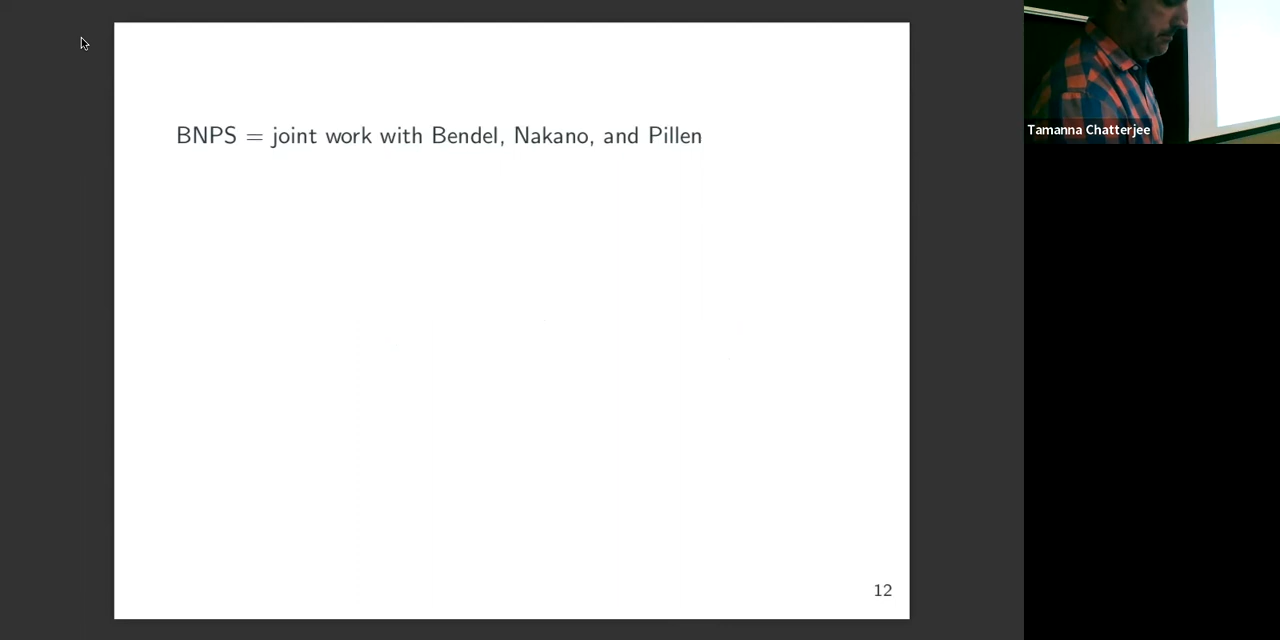 BNPS = joint work with Bendel, Nakano, and Pillen
12
Tamanna Chatterjee